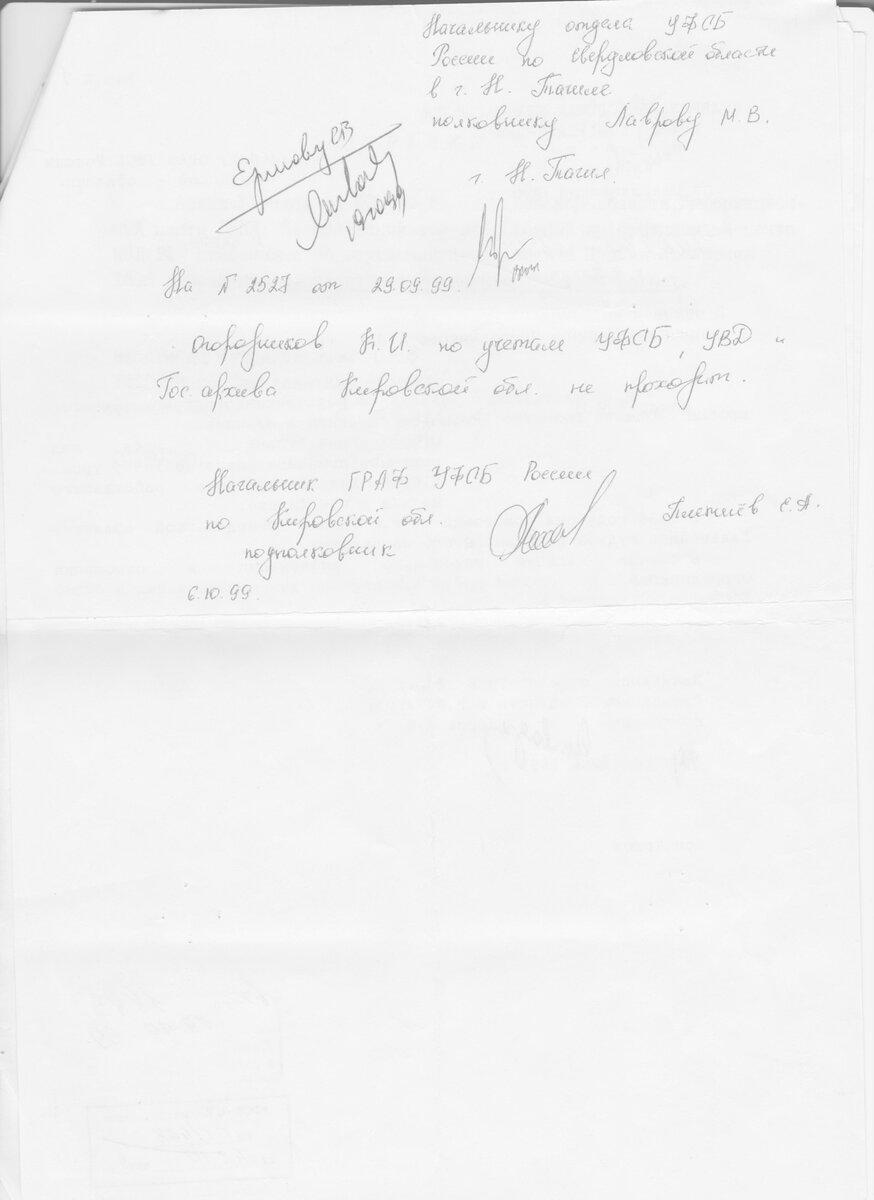 Начальнику отдела УФСБ
России по Свердловской области
в г. Н. Тагиле
полковнику Лаврову М.В.
г. Н. Тагил.
Ермову СВ
На № 2527 от 29.09.99.
К.И. по учетам УФСБ, УВД и
Гос. архива Кировской обл. не проходит.
Начальник ГРАФ УФСБ России
по Кировской обл.
подполковник
Е.А.
6.10.99.